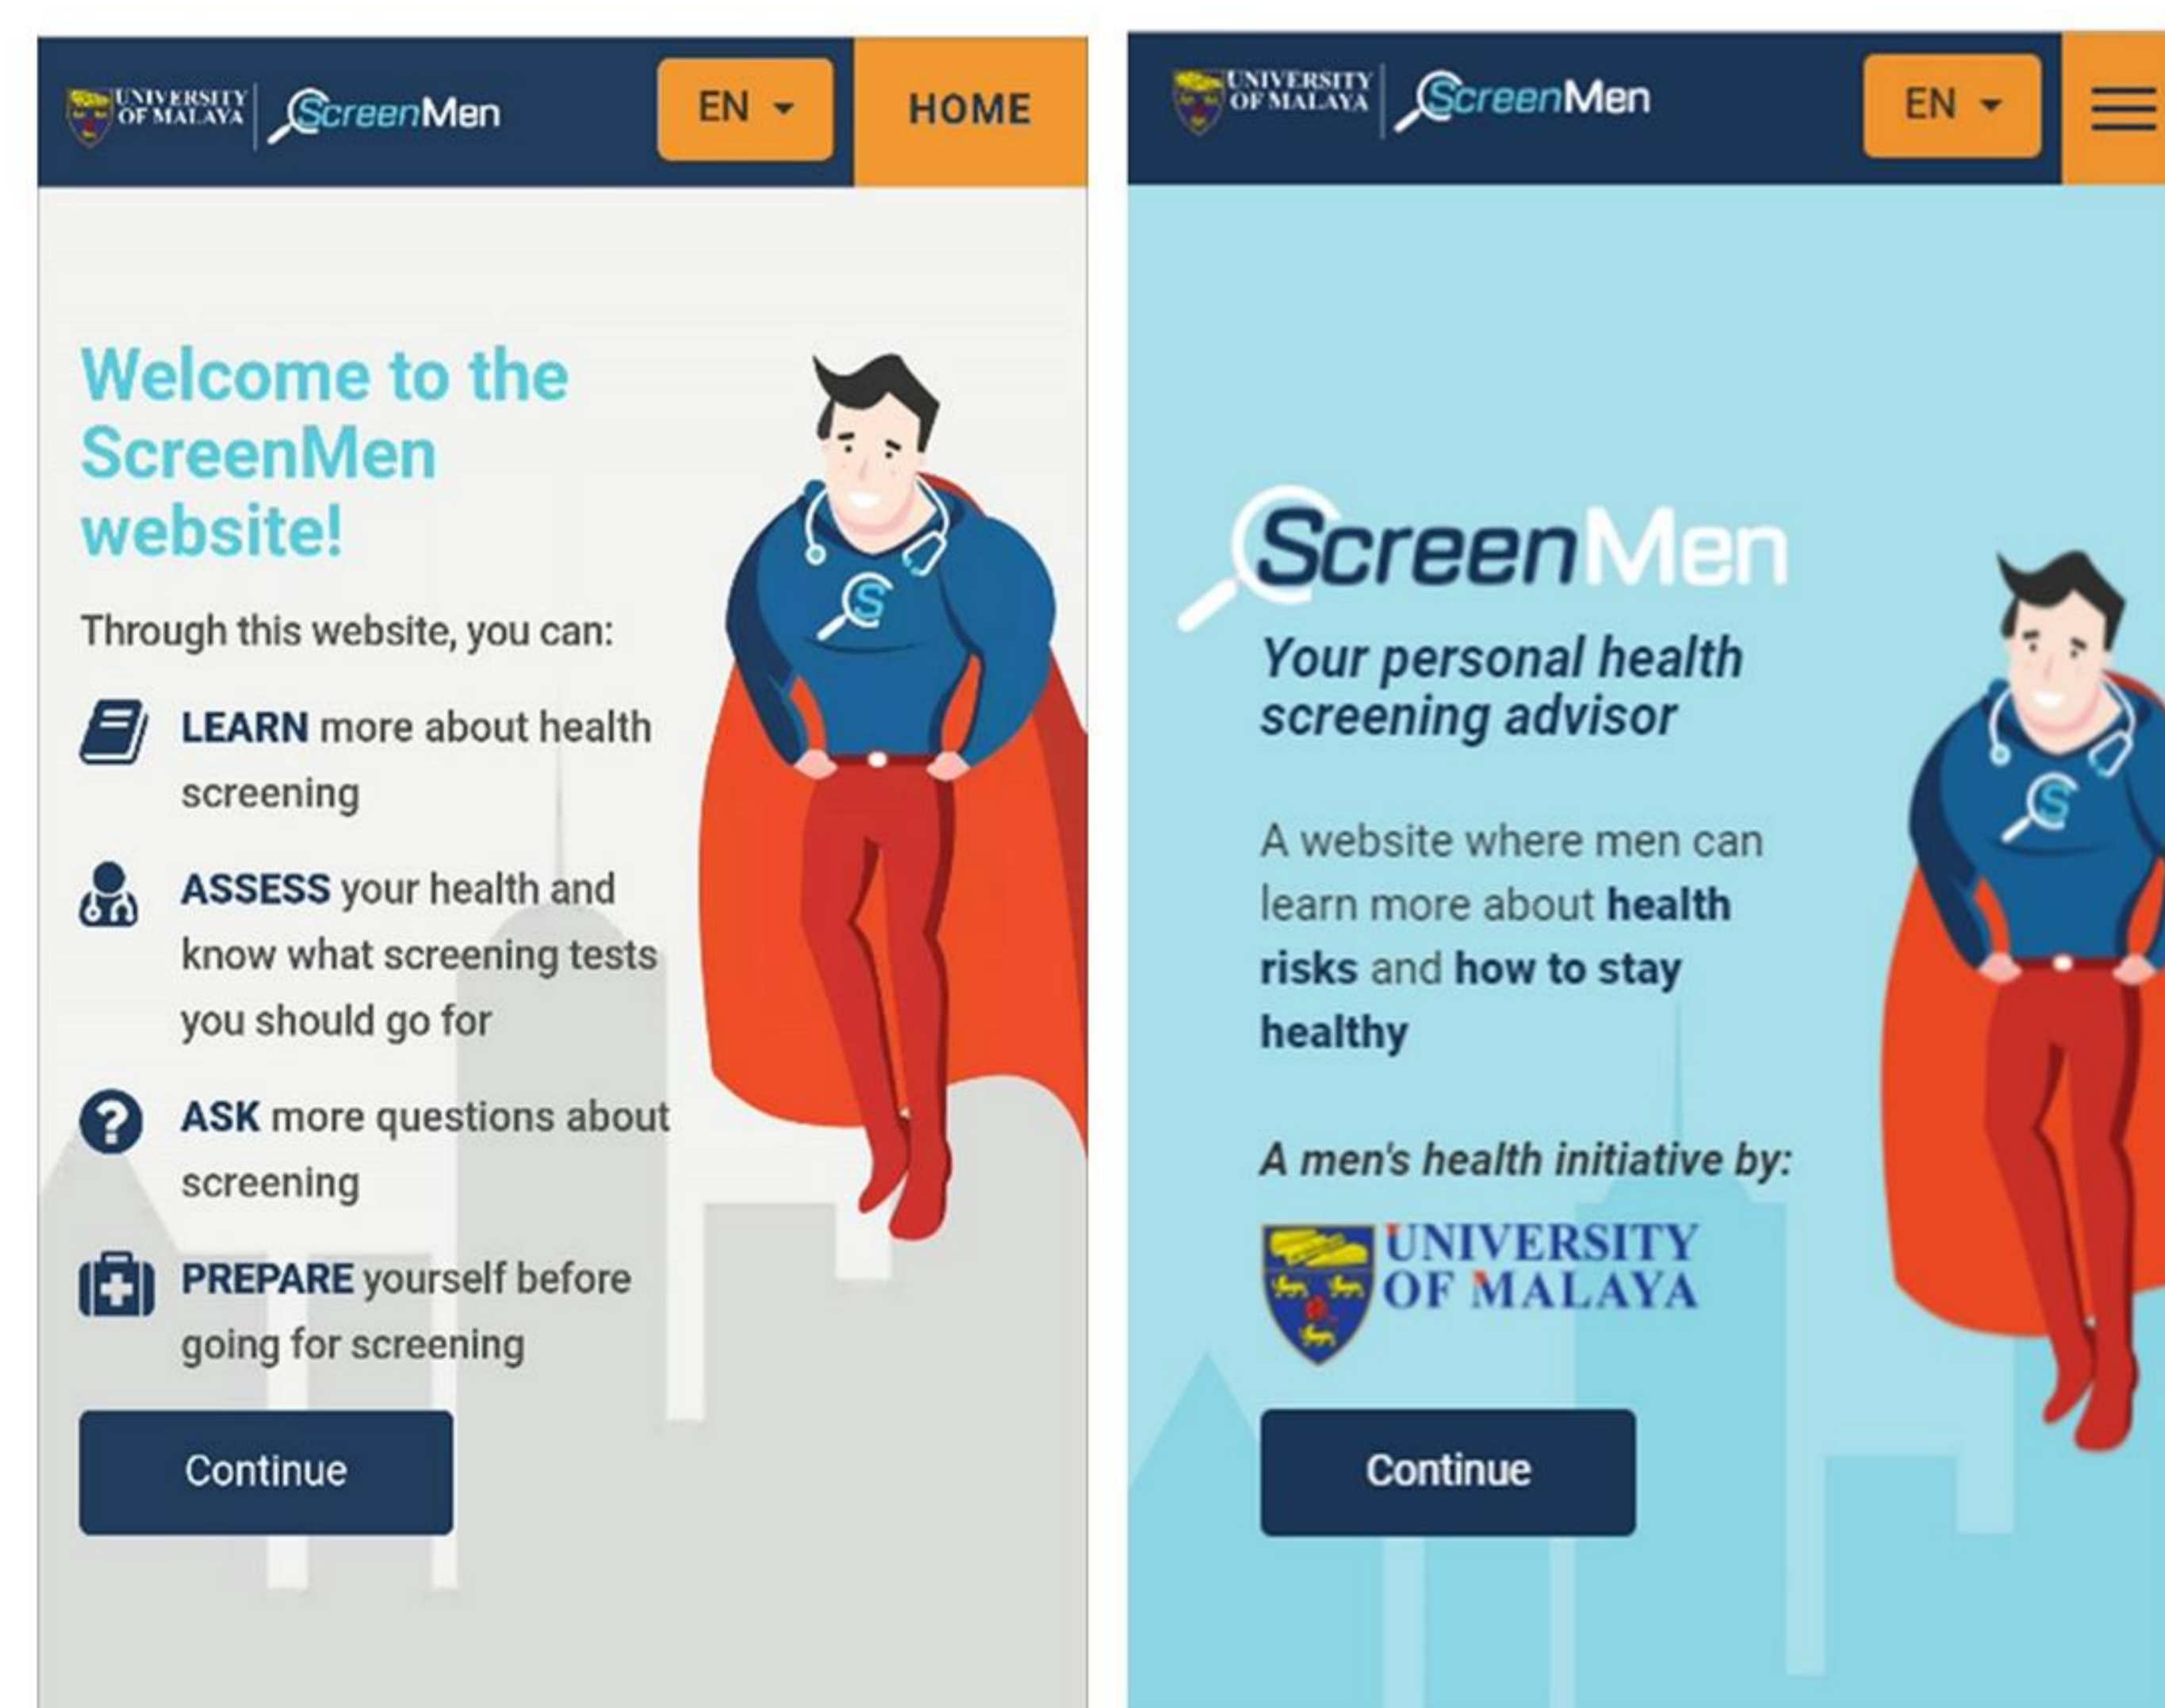 UNIVERSITY
OF MALAYA
ScreenMen
EN
HOME
Welcome to the
ScreenMen
website!
Through this website, you can:
LEARN more about health
screening
ASSESS your health and
know what screening tests
you should go for
ASK more questions about
screening
PREPARE yourself before
going for screening
Continue
S
UNIVERSITY
OF MALAYA
ScreenMen
EN
ScreenMen
Your personal health
screening advisor
A website where men can
learn more about health
risks and how to stay
healthy
A men's health initiative by:
UNIVERSITY
OF MALAYA
Continue
S